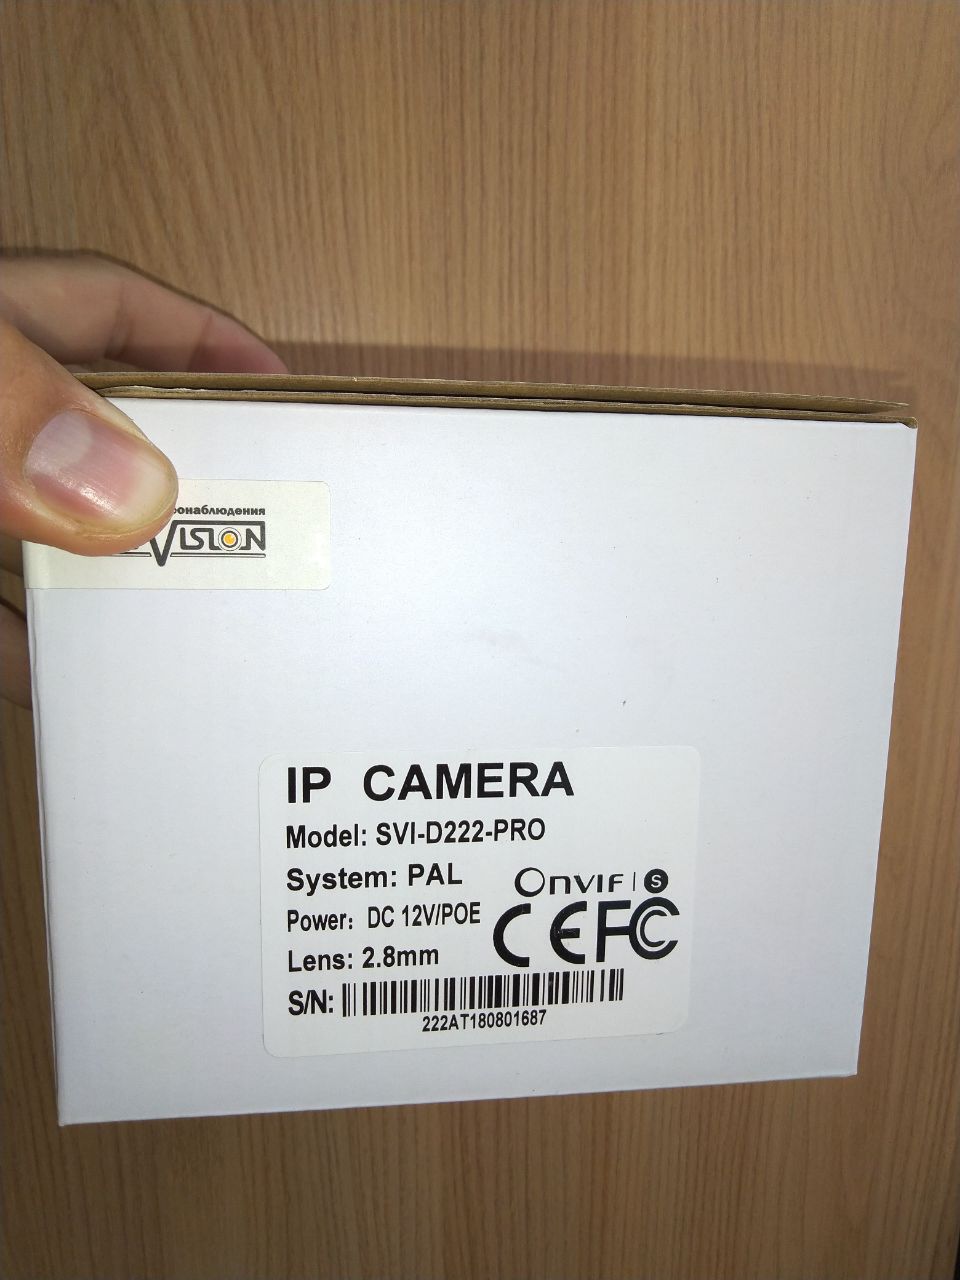 VISION
IP CAMERA
Model: SVI-D222-PRO
System: PAL
ONVIF | S
Power: DC 12V/POE
CE FC
Lens: 2.8mm
S/N:
222AT180801687